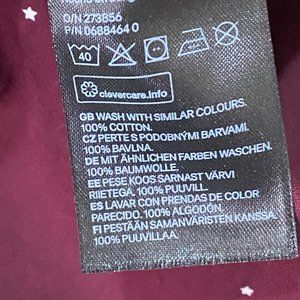 O/N 273856
P/N 0688464 0
40
clevercare.info
GB WASH WITH SIMILAR COLOURS.
100% COTTON.
CZ PERTE S PODOBNÝMI BARVAMI.
100% BAVLNA.
DE MIT ÄHNLICHEN FARBEN WASCHEN.
100% BAUMWOLLE.
EE PESE KOOS SARNAST VÄRVI
RIIETEGA. 100% PUUVILL.
ES LAVAR CON PRENDAS DE COLOR
PARECIDO. 100% ALGODÓN.
FI PESTÄÄN SAMANVÄRISTEN KANSSA.
100% PUUVILLAA.